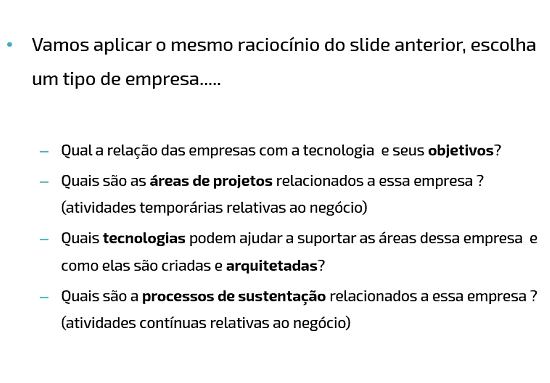 • Vamos aplicar o mesmo raciocínio do slide anterior, escolha
um tipo de empresa.....
– Qual a relação das empresas com a tecnologia e seus objetivos?
– Quais são as áreas de projetos relacionados a essa empresa ?
(atividades temporárias relativas ao negócio)
– Quais tecnologias podem ajudar a suportar as áreas dessa empresa e
como elas são criadas e arquitetadas?
– Quais são a processos de sustentação relacionados a essa empresa ?
(atividades contínuas relativas ao negócio)